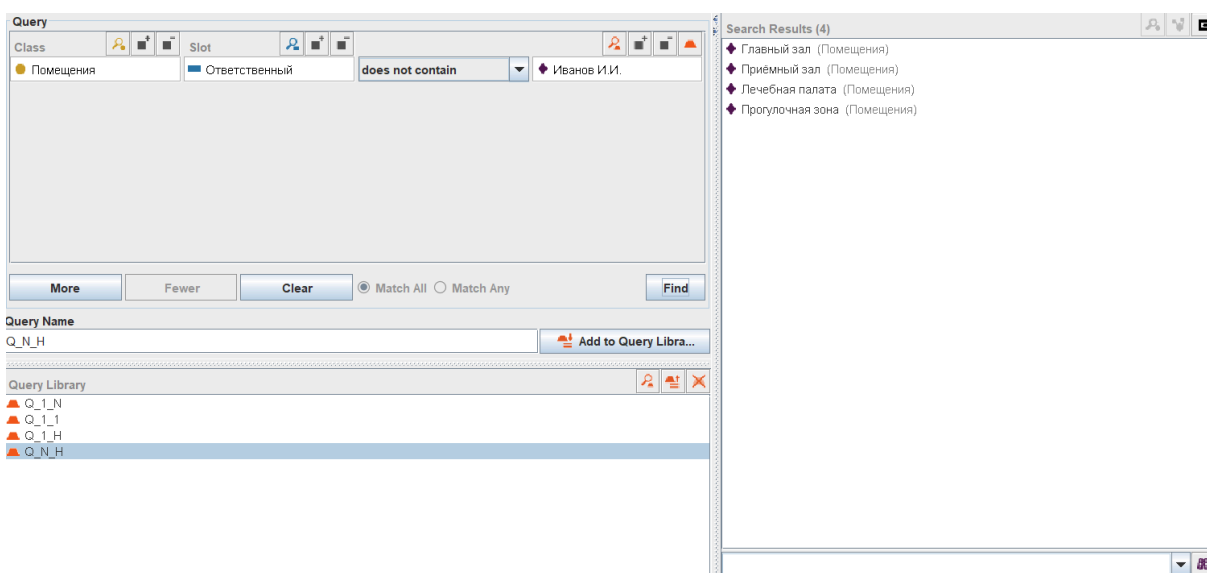 Query
Class
Slot
Помещения
Ответственный
does not contain
Иванов И.И.
More
Fewer
Clear
Match All
Match Any
Find
Query Name
Q_N_H
Add to Query Libra...
Query Library
Q_1_N
Q_1_1
Q_1_H
Q_N_H
Search Results (4)
Главный зал (Помещения)
Приёмный зал (Помещения)
Лечебная палата (Помещения)
Прогулочная зона (Помещения)